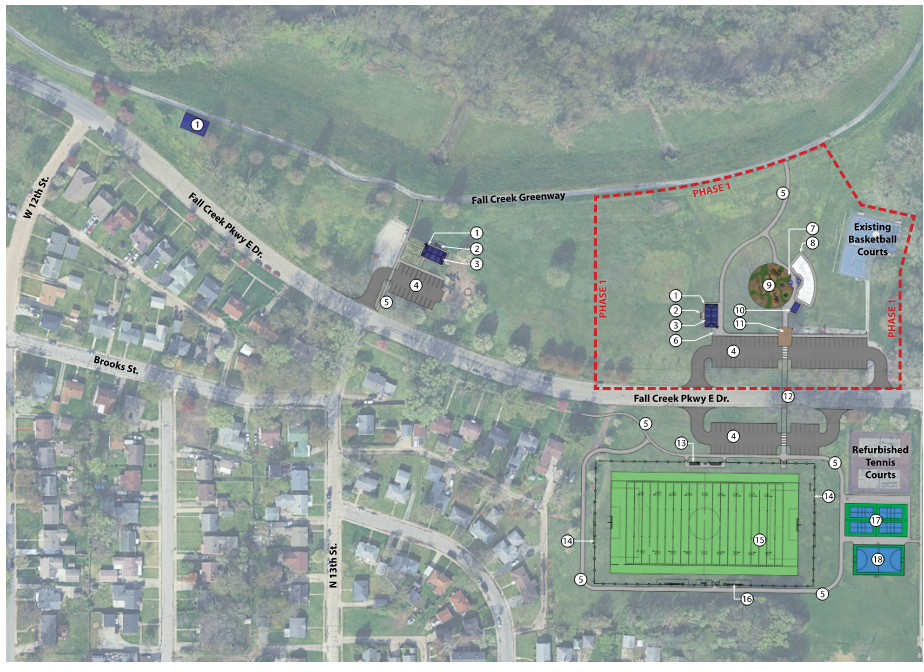 1
W 12th St.
Fall Creek Pkwy E Dr.
Fall Creek Greenway
PHASE 1
5
7
8
Existing
Basketball
Courts
1
2
3
4
5
9
PHASE 1
1
2
3
6
10
11
4
PHASE 1
Brooks St.
12
Fall Creek Pkwy E Dr.
5
13
4
5
Refurbished
Tennis
Courts
14
17
N 13th St.
14
15
18
5
16
5